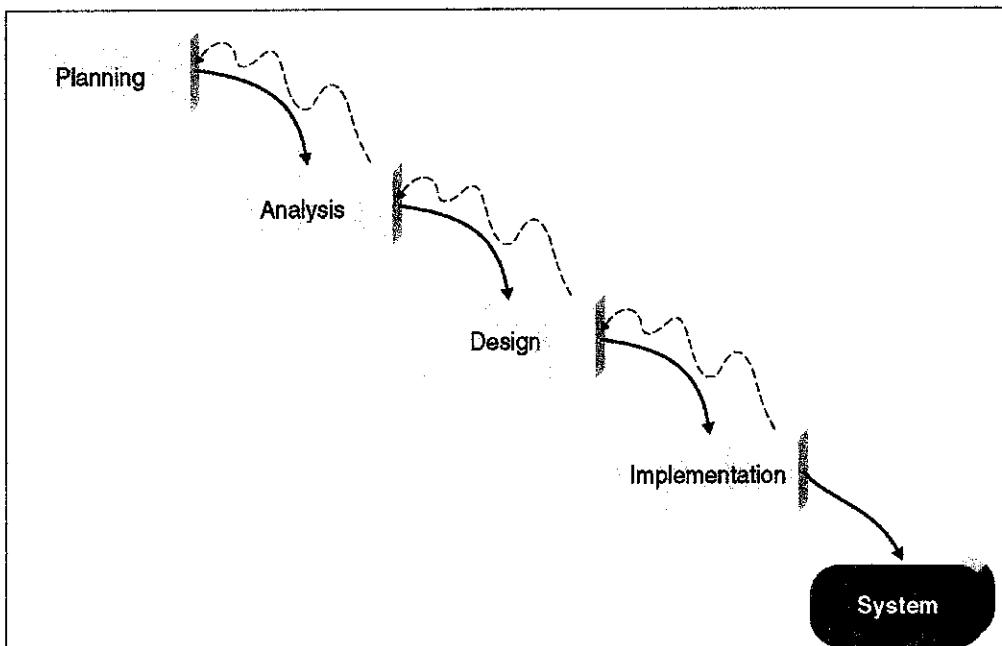 Planning
Analysis
Design
Implementation
System